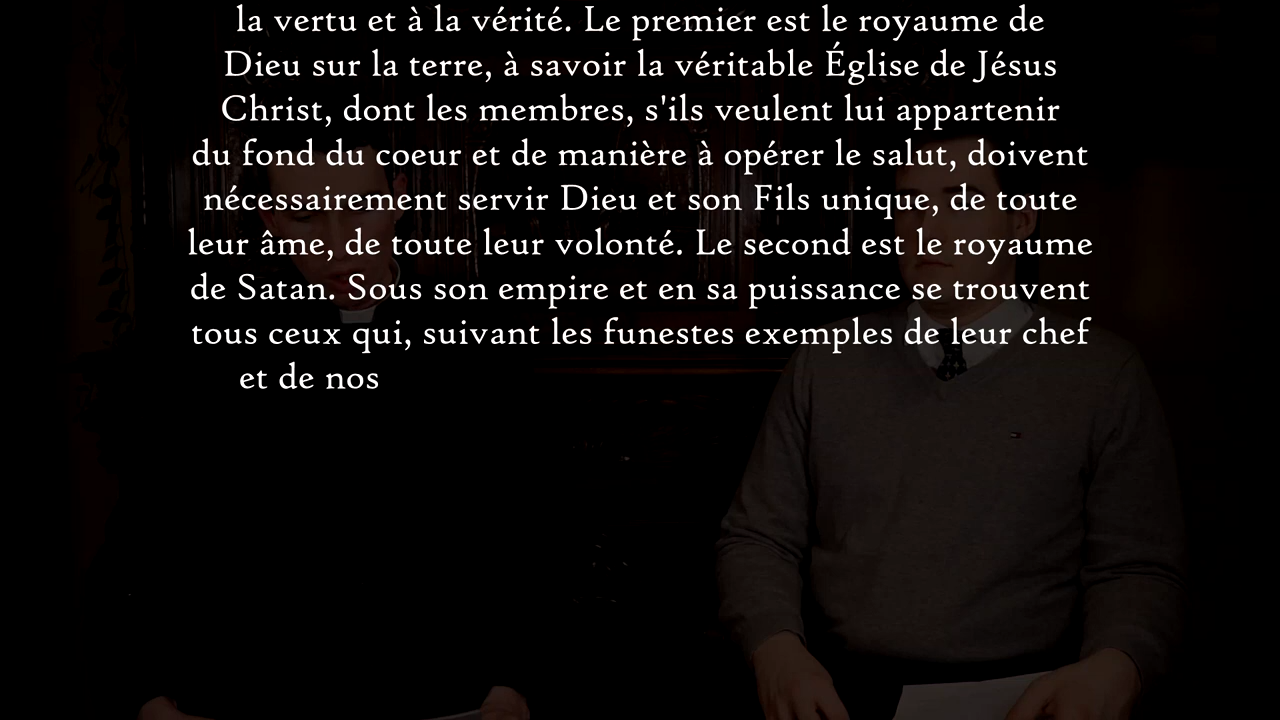 la vertu et à la vérité. Le premier est le royaume de
Dieu sur la terre, à savoir la véritable Église de Jésus
Christ, dont les membres, s'ils veulent lui appartenir
du fond du coeur et de manière à opérer le salut, doivent
nécessairement servir Dieu et son Fils unique, de toute
leur âme, de toute leur volonté. Le second est le royaume
de Satan. Sous son empire et en sa puissance se trouvent
tous ceux qui, suivant les funestes exemples de leur chef
et de nos